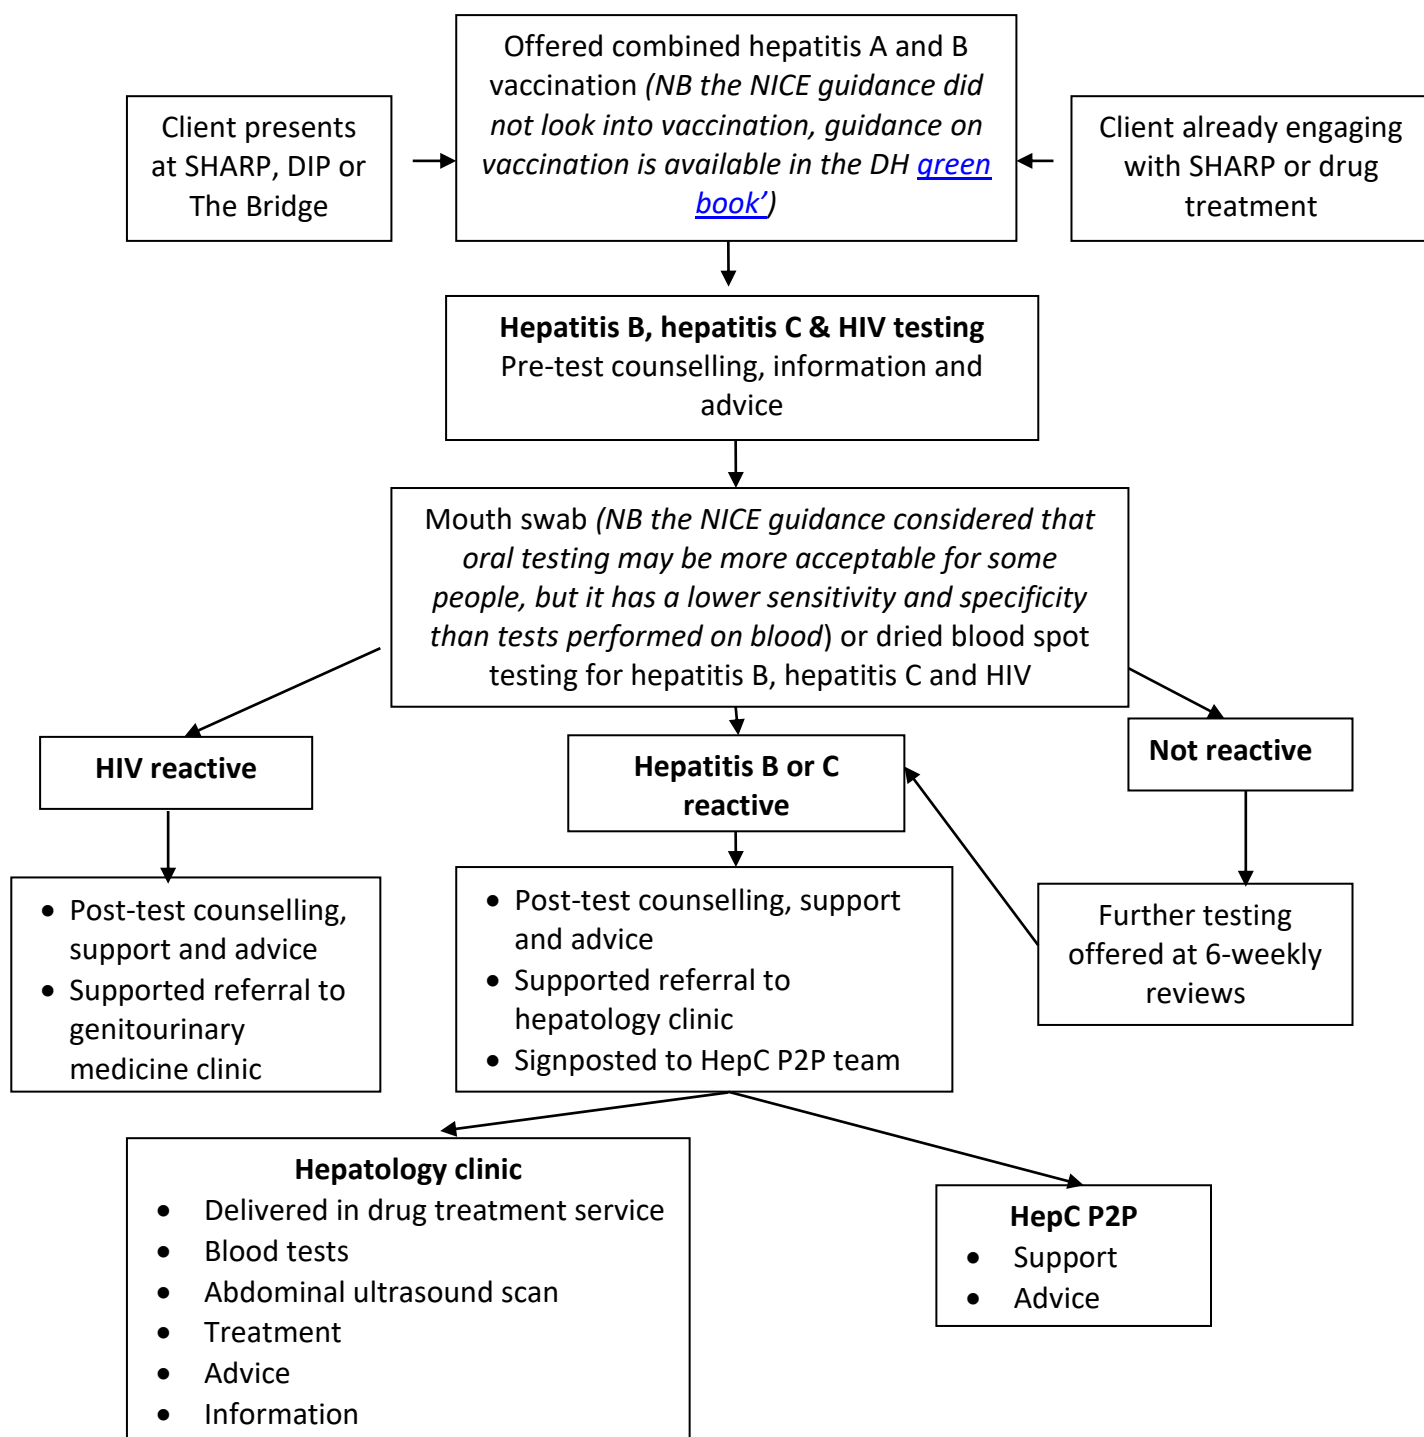 Offered combined hepatitis A and B
vaccination (NB the NICE guidance did
not look into vaccination, guidance on
vaccination is available in the DH green
book’)
Client presents
at SHARP, DIP or
The Bridge
Client already engaging
with SHARP or drug
treatment
Hepatitis B, hepatitis C & HIV testing
Pre-test counselling, information and
advice
Mouth swab (NB the NICE guidance considered that
oral testing may be more acceptable for some
people, but it has a lower sensitivity and specificity
than tests performed on blood) or dried blood spot
testing for hepatitis B, hepatitis C and HIV
HIV reactive
Hepatitis B or C
reactive
Not reactive
• Post-test counselling,
support and advice
• Supported referral to
genitourinary
medicine clinic
• Post-test counselling, support
and advice
• Supported referral to
hepatology clinic
• Signposted to HepC P2P team
Further testing
offered at 6-weekly
reviews
Hepatology clinic
• Delivered in drug treatment service
• Blood tests
• Abdominal ultrasound scan
• Treatment
• Advice
• Information
HepC P2P
• Support
• Advice